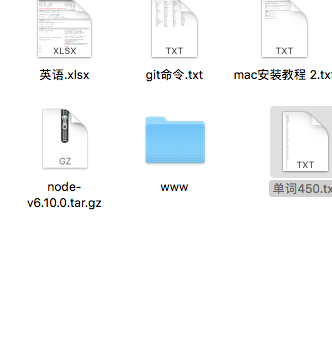 XLSX
TXT
TXT
英语.xlsx
git命令.txt
mac安装教程 2.txt
GZ
TXT
node-
v6.10.0.tar.gz
www
单词450.tx